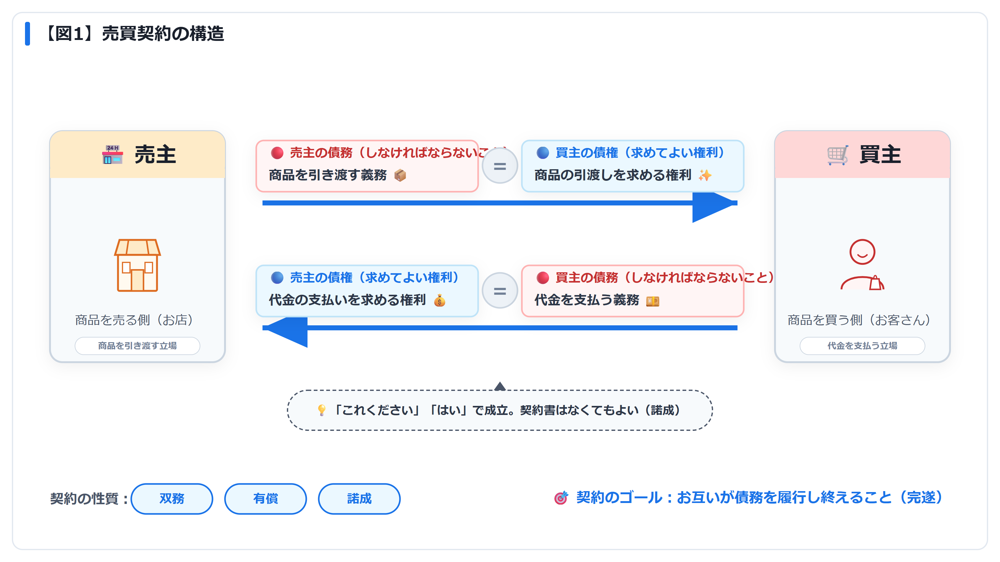 【図1】売買契約の構造
24 H
売主
買主
売主の債務（しなければならないこ
商品を引き渡す義務
=
買主の債権（求めてよい権利）
商品の引渡しを求める権利
売主の債権（求めてよい権利）
代金の支払いを求める権利
=
買主の債務（しなければならないこと）
代金を支払う義務
商品を売る側（お店）
商品を引き渡す立場
商品を買う側（お客さん）
代金を支払う立場
「これください」「はい」で成立。契約書はなくてもよい（諾成）
契約の性質：
双務
有償
諾成
契約のゴール：お互いが債務を履行し終えること（完遂）